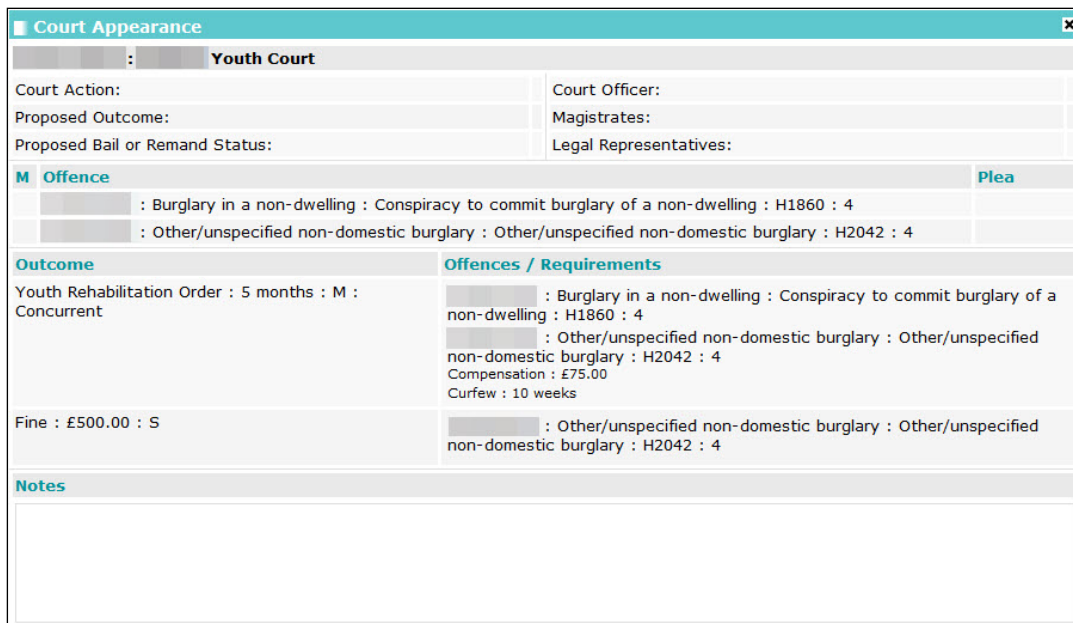 Court Appearance
: Youth Court
Court Action:
Court Officer:
Proposed Outcome:
Magistrates:
Proposed Bail or Remand Status:
Legal Representatives:
M Offence Plea
: Burglary in a non-dwelling : Conspiracy to commit burglary of a non-dwelling : H1860 : 4
: Other/unspecified non-domestic burglary : Other/unspecified non-domestic burglary : H2042 : 4
Outcome Offences / Requirements
Youth Rehabilitation Order : 5 months : M :
Concurrent
: Burglary in a non-dwelling : Conspiracy to commit burglary of a
non-dwelling : H1860 : 4
: Other/unspecified non-domestic burglary : Other/unspecified
non-domestic burglary : H2042 : 4
Compensation : £75.00
Curfew : 10 weeks
Fine : £500.00 : S
: Other/unspecified non-domestic burglary : Other/unspecified
non-domestic burglary : H2042 : 4
Notes